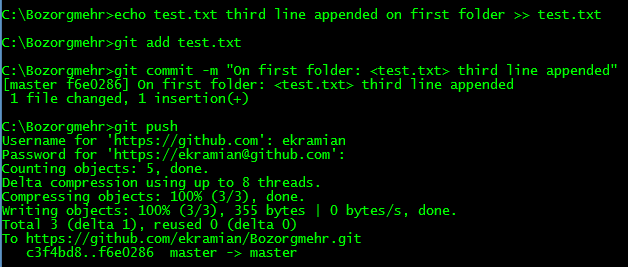 C:\Bozorgmehr>echo test.txt third line appended on first folder >> test.txt
C:\Bozorgmehr>git add test.txt
C:\Bozorgmehr>git commit -m "On first folder: <test.txt> third line appended"
[master f6e0286] On first folder: <test.txt> third line appended
 1 file changed, 1 insertion(+)
C:\Bozorgmehr>git push
Username for 'https://github.com': ekramian
Password for 'https://ekramian@github.com':
Counting objects: 5, done.
Delta compression using up to 8 threads.
Compressing objects: 100% (3/3), done.
Writing objects: 100% (3/3), 355 bytes | 0 bytes/s, done.
Total 3 (delta 1), reused 0 (delta 0)
To https://github.com/ekramian/Bozorgmehr.git
   c3f4bd8..f6e0286  master -> master